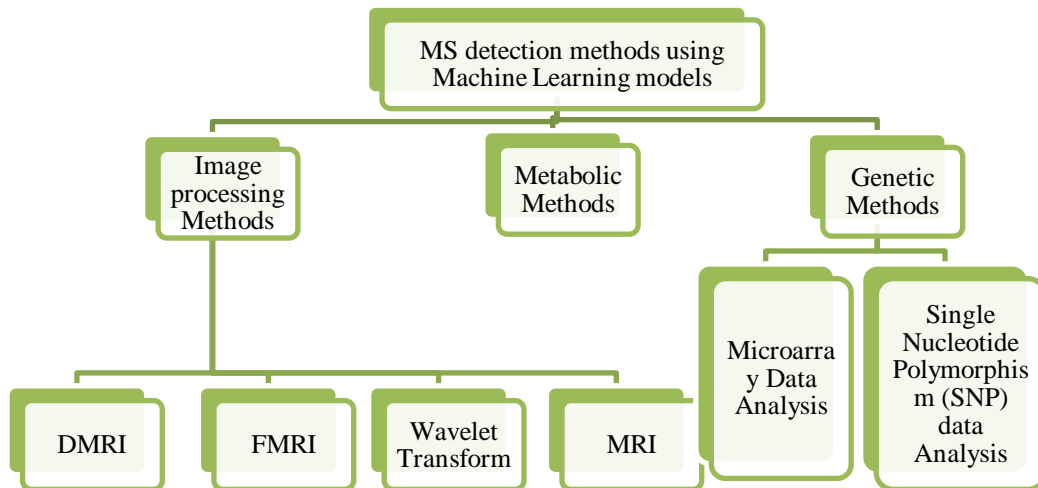 MS detection methods using
Machine Learning models
Image
processing
Methods
Metabolic
Methods
Genetic
Methods
DMRI
FMRI
Wavelet
Transform
MRI
Microarra
y Data
Analysis
Single
Nucleotide
Polymorphis
m (SNP)
data
Analysis